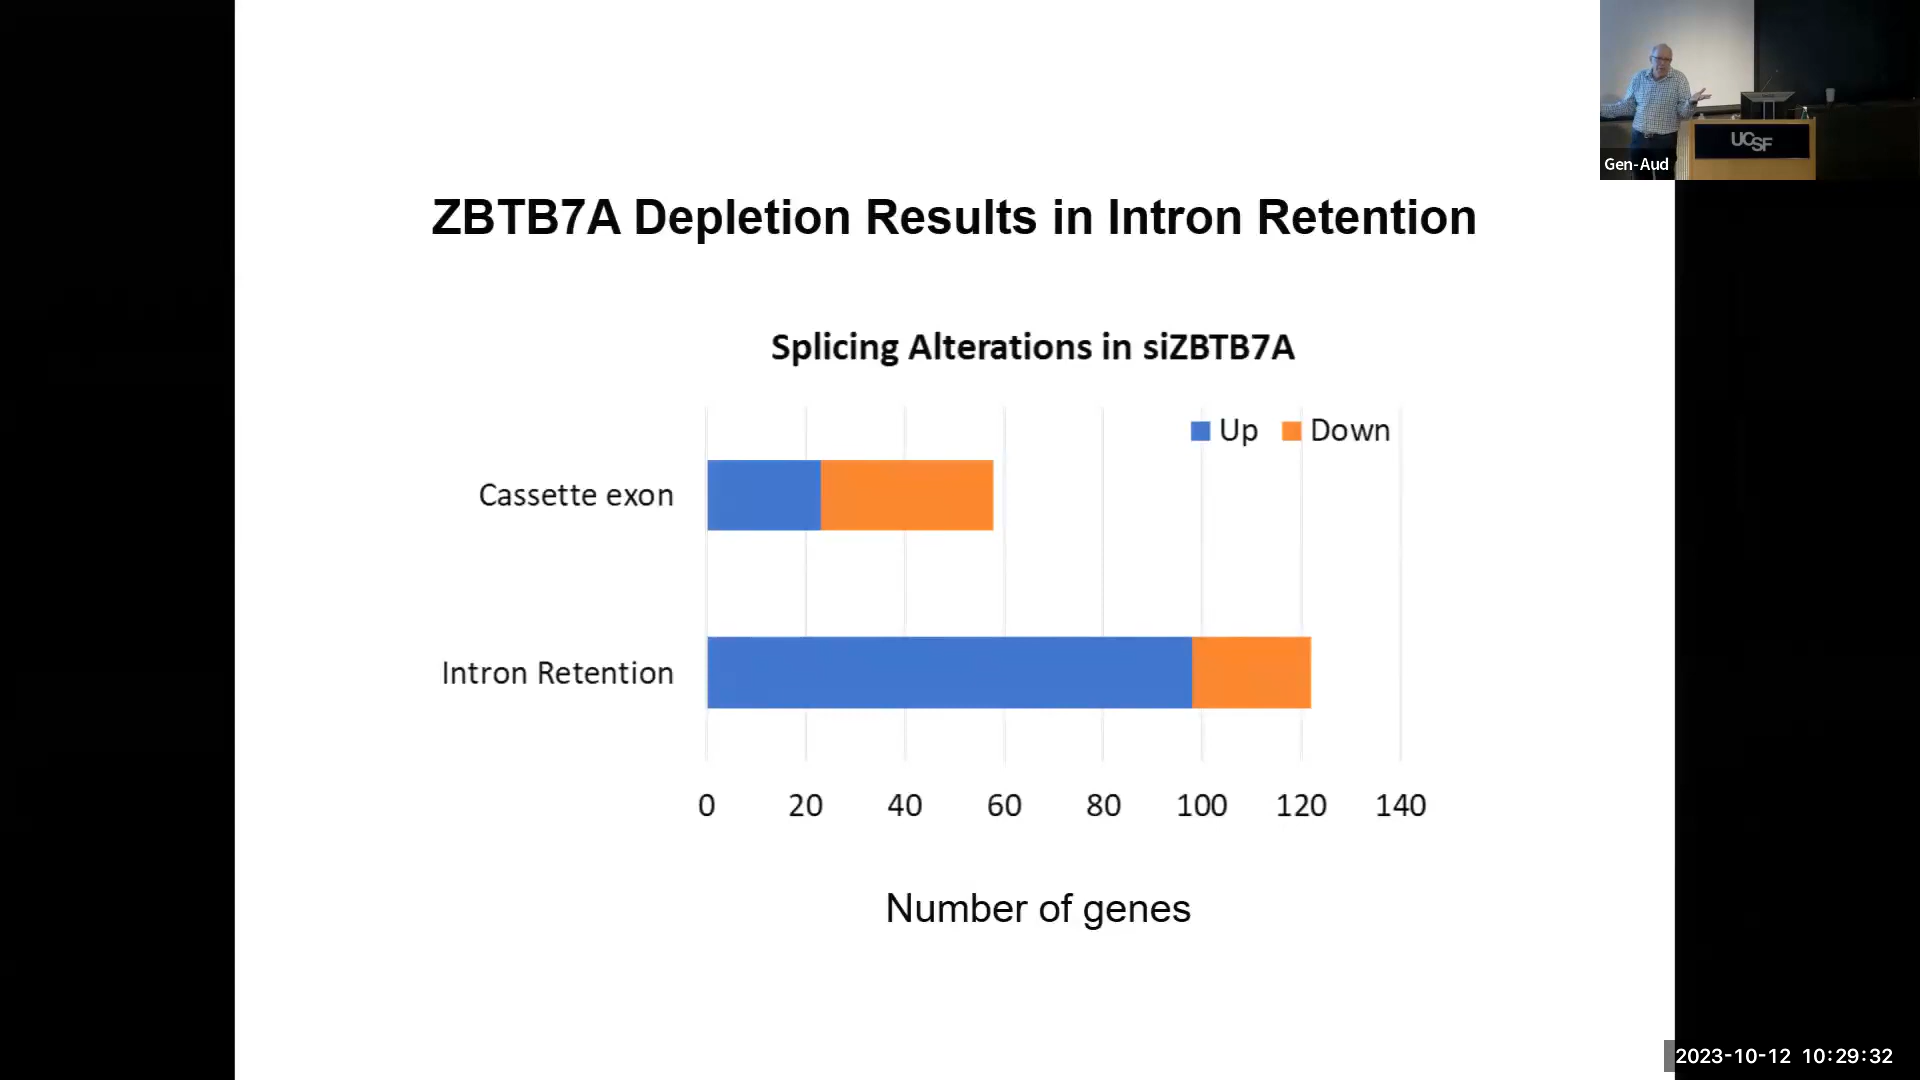 UCSF
Gen-Aud
ZBTB7A Depletion Results in Intron Retention
Splicing Alterations in siZBTB7A
Up Down
Cassette exon
Intron Retention
0 20 40 60 80 100 120 140
Number of genes
2023-10-12 10:29:32